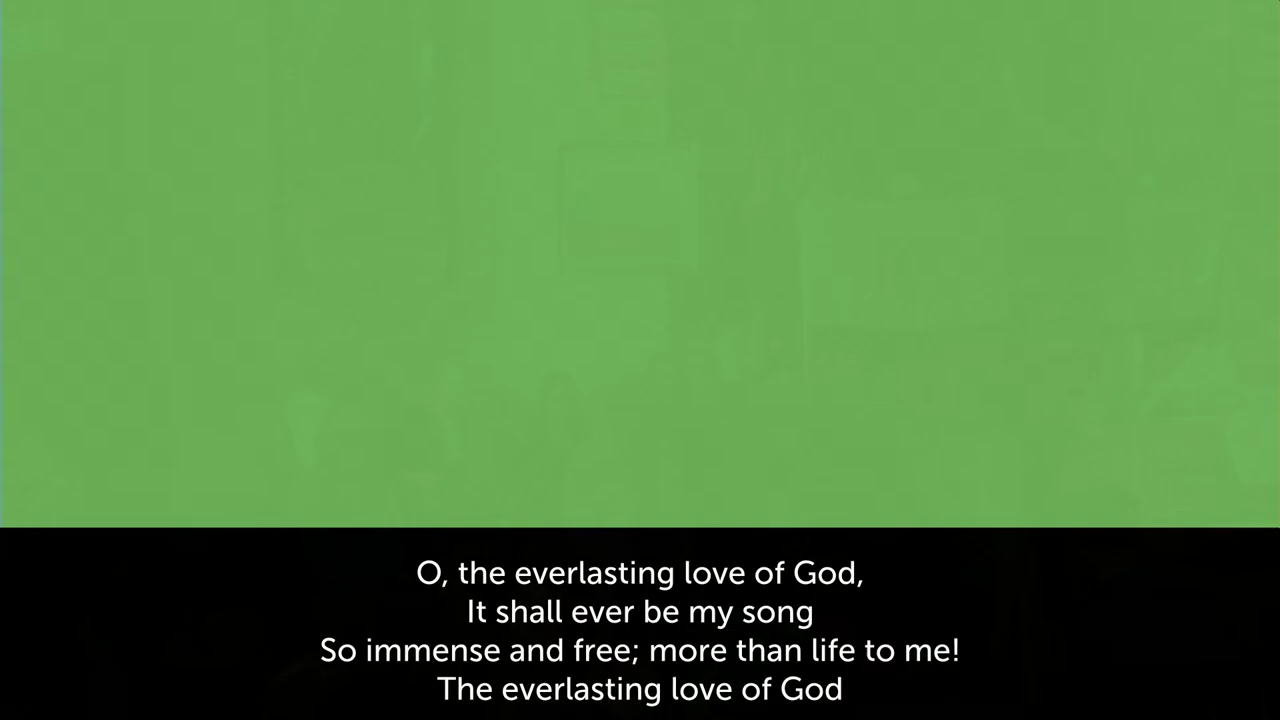 O, the everlasting love of God,
It shall ever be my song
So immense and free; more than life to me!
The everlasting love of God